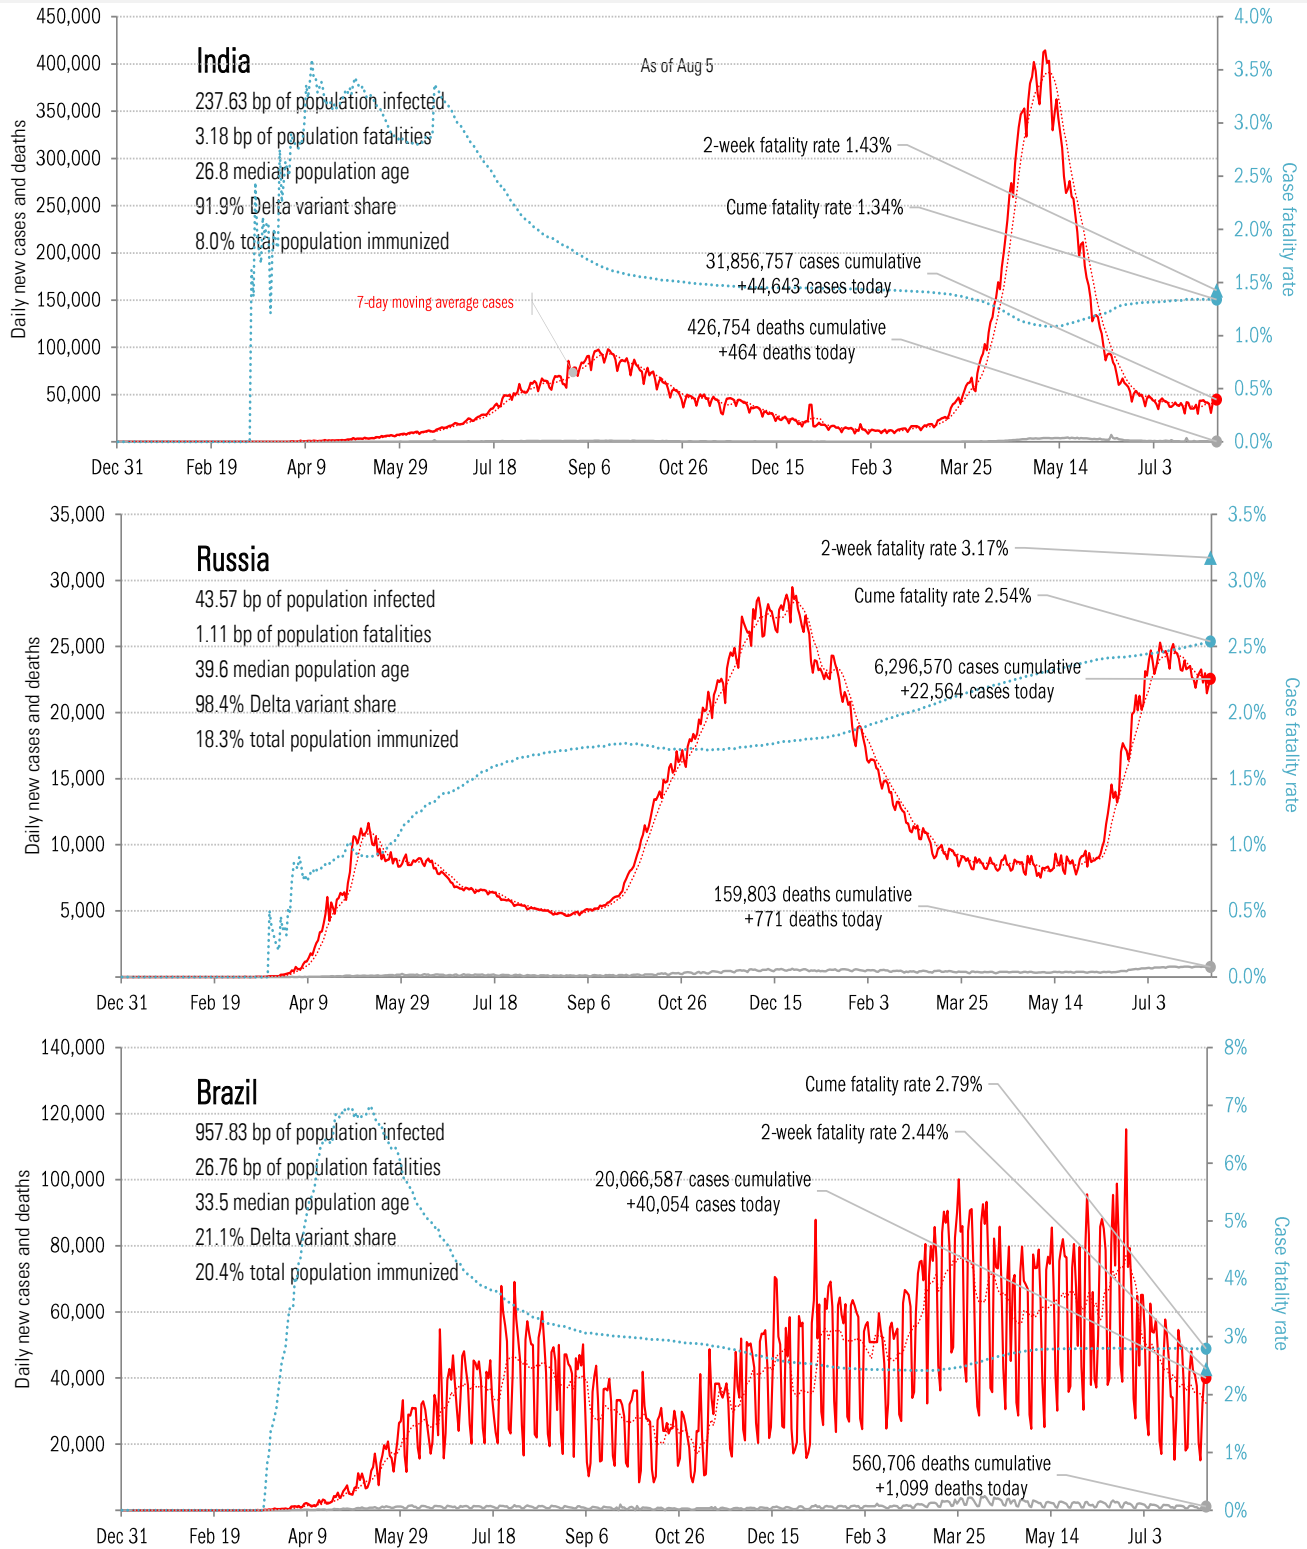 450,000
400,000
350,000
300,000
250,000
200,000
150,000
100,000
50,000
Daily new cases and deaths
India
237.63 bp of population infected
3.18 bp of population fatalities
26.8 median population age
91.9% Delta variant share
8.0% total population immunized
As of Aug 5
7-day moving average cases
2-week fatality rate 1.43%
Cume fatality rate 1.34%
31,856,757 cases cumulative
+44,643 cases today
426,754 deaths cumulative
+464 deaths today
4.0%
3.5%
3.0%
2.5%
2.0%
1.5%
1.0%
0.5%
0.0%
Case fatality rate
Dec 31 Feb 19 Apr 9 May 29 Jul 18 Sep 6 Oct 26 Dec 15 Feb 3 Mar 25 May 14 Jul 3
35,000
30,000
25,000
20,000
15,000
10,000
5,000
Daily new cases and deaths
Russia
43.57 bp of population infected
1.11 bp of population fatalities
39.6 median population age
98.4% Delta variant share
18.3% total population immunized
2-week fatality rate 3.17%
Cume fatality rate 2.54%
6,296,570 cases cumulative
+22,564 cases today
159,803 deaths cumulative
+771 deaths today
3.5%
3.0%
2.5%
2.0%
1.5%
1.0%
0.5%
0.0%
Case fatality rate
Dec 31 Feb 19 Apr 9 May 29 Jul 18 Sep 6 Oct 26 Dec 15 Feb 3 Mar 25 May 14 Jul 3
140,000
120,000
100,000
80,000
60,000
40,000
20,000
Daily new cases and deaths
Brazil
957.83 bp of population infected
26.76 bp of population fatalities
33.5 median population age
21.1% Delta variant share
20.4% total population immunized
Cume fatality rate 2.79%
2-week fatality rate 2.44%
20,066,587 cases cumulative
+40,054 cases today
560,706 deaths cumulative
+1,099 deaths today
8%
7%
6%
5%
4%
3%
2%
1%
0%
Case fatality rate
Dec 31 Feb 19 Apr 9 May 29 Jul 18 Sep 6 Oct 26 Dec 15 Feb 3 Mar 25 May 14 Jul 3